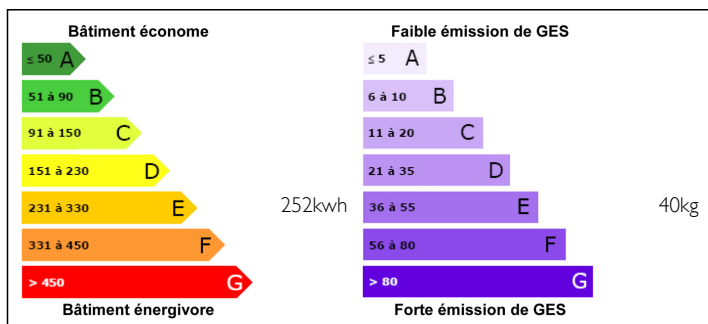 Bâtiment économe
≤ 50 A
51 à 90 B
91 à 150 C
151 à 230 D
231 à 330 E
252kwh
331 à 450 F
> 450 G
Bâtiment énergivore
Faible émission de GES
≤ 5 A
6 à 10 B
11 à 20 C
21 à 35 D
36 à 55 E
40kg
56 à 80 F
> 80 G
Forte émission de GES